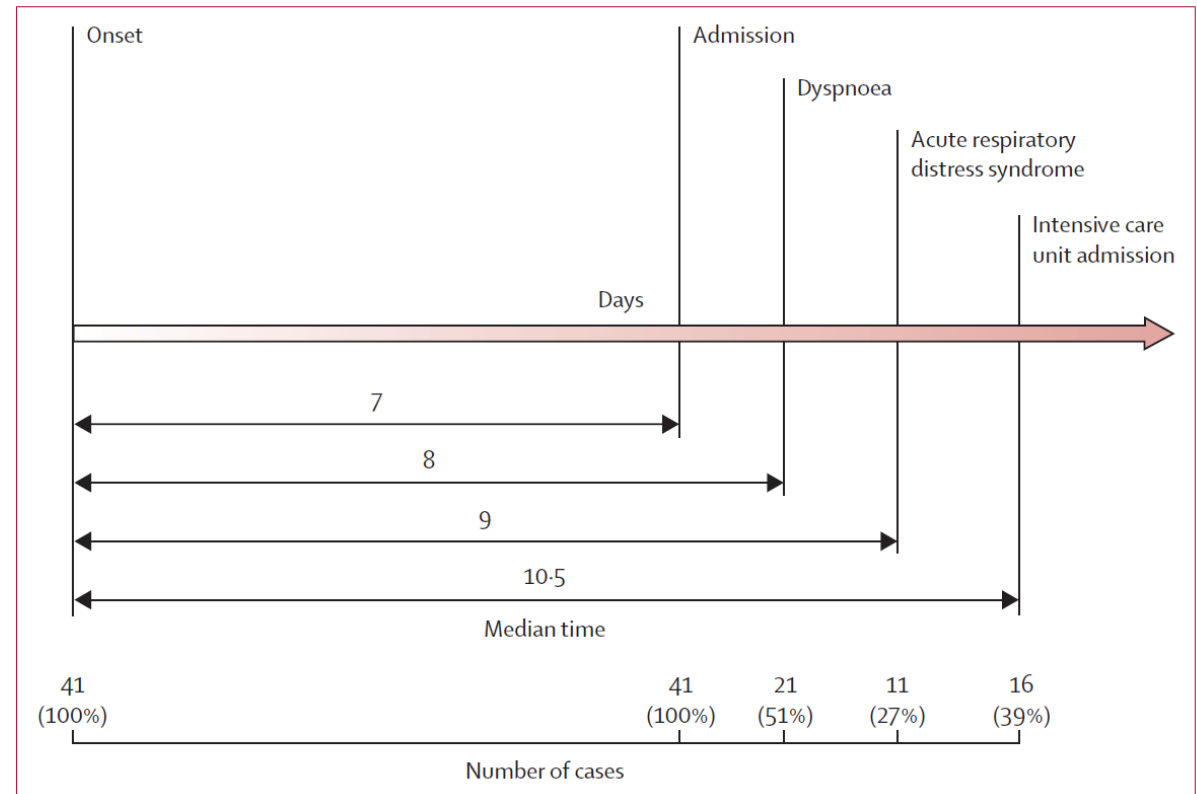 Onset
Admission
Dyspnoea
Acute respiratory
distress syndrome
Intensive care
unit admission
Days
7
8
9
10·5
Median time
41 41 21 11 16
(100%) (100%) (51%) (27%) (39%)
Number of cases